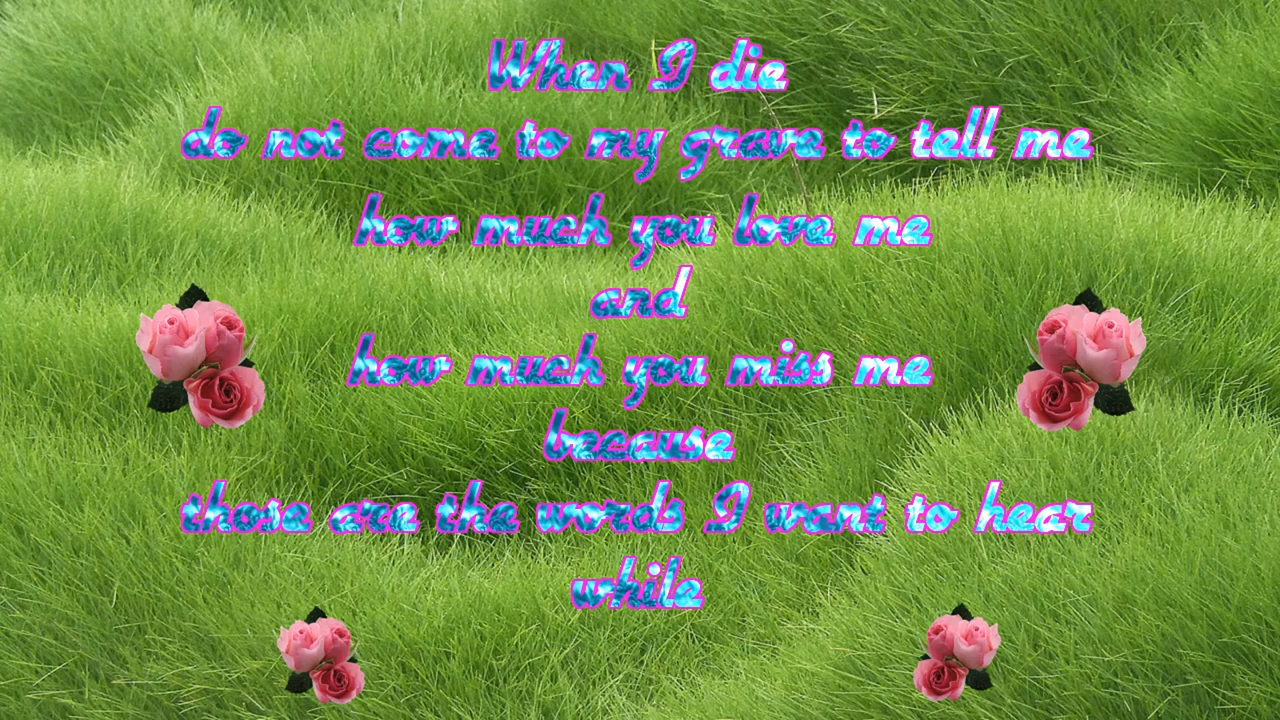 When I die
do not come to my grave to tell me
how much you love me
and
how much you miss me
because
those are the words I want to hear
while